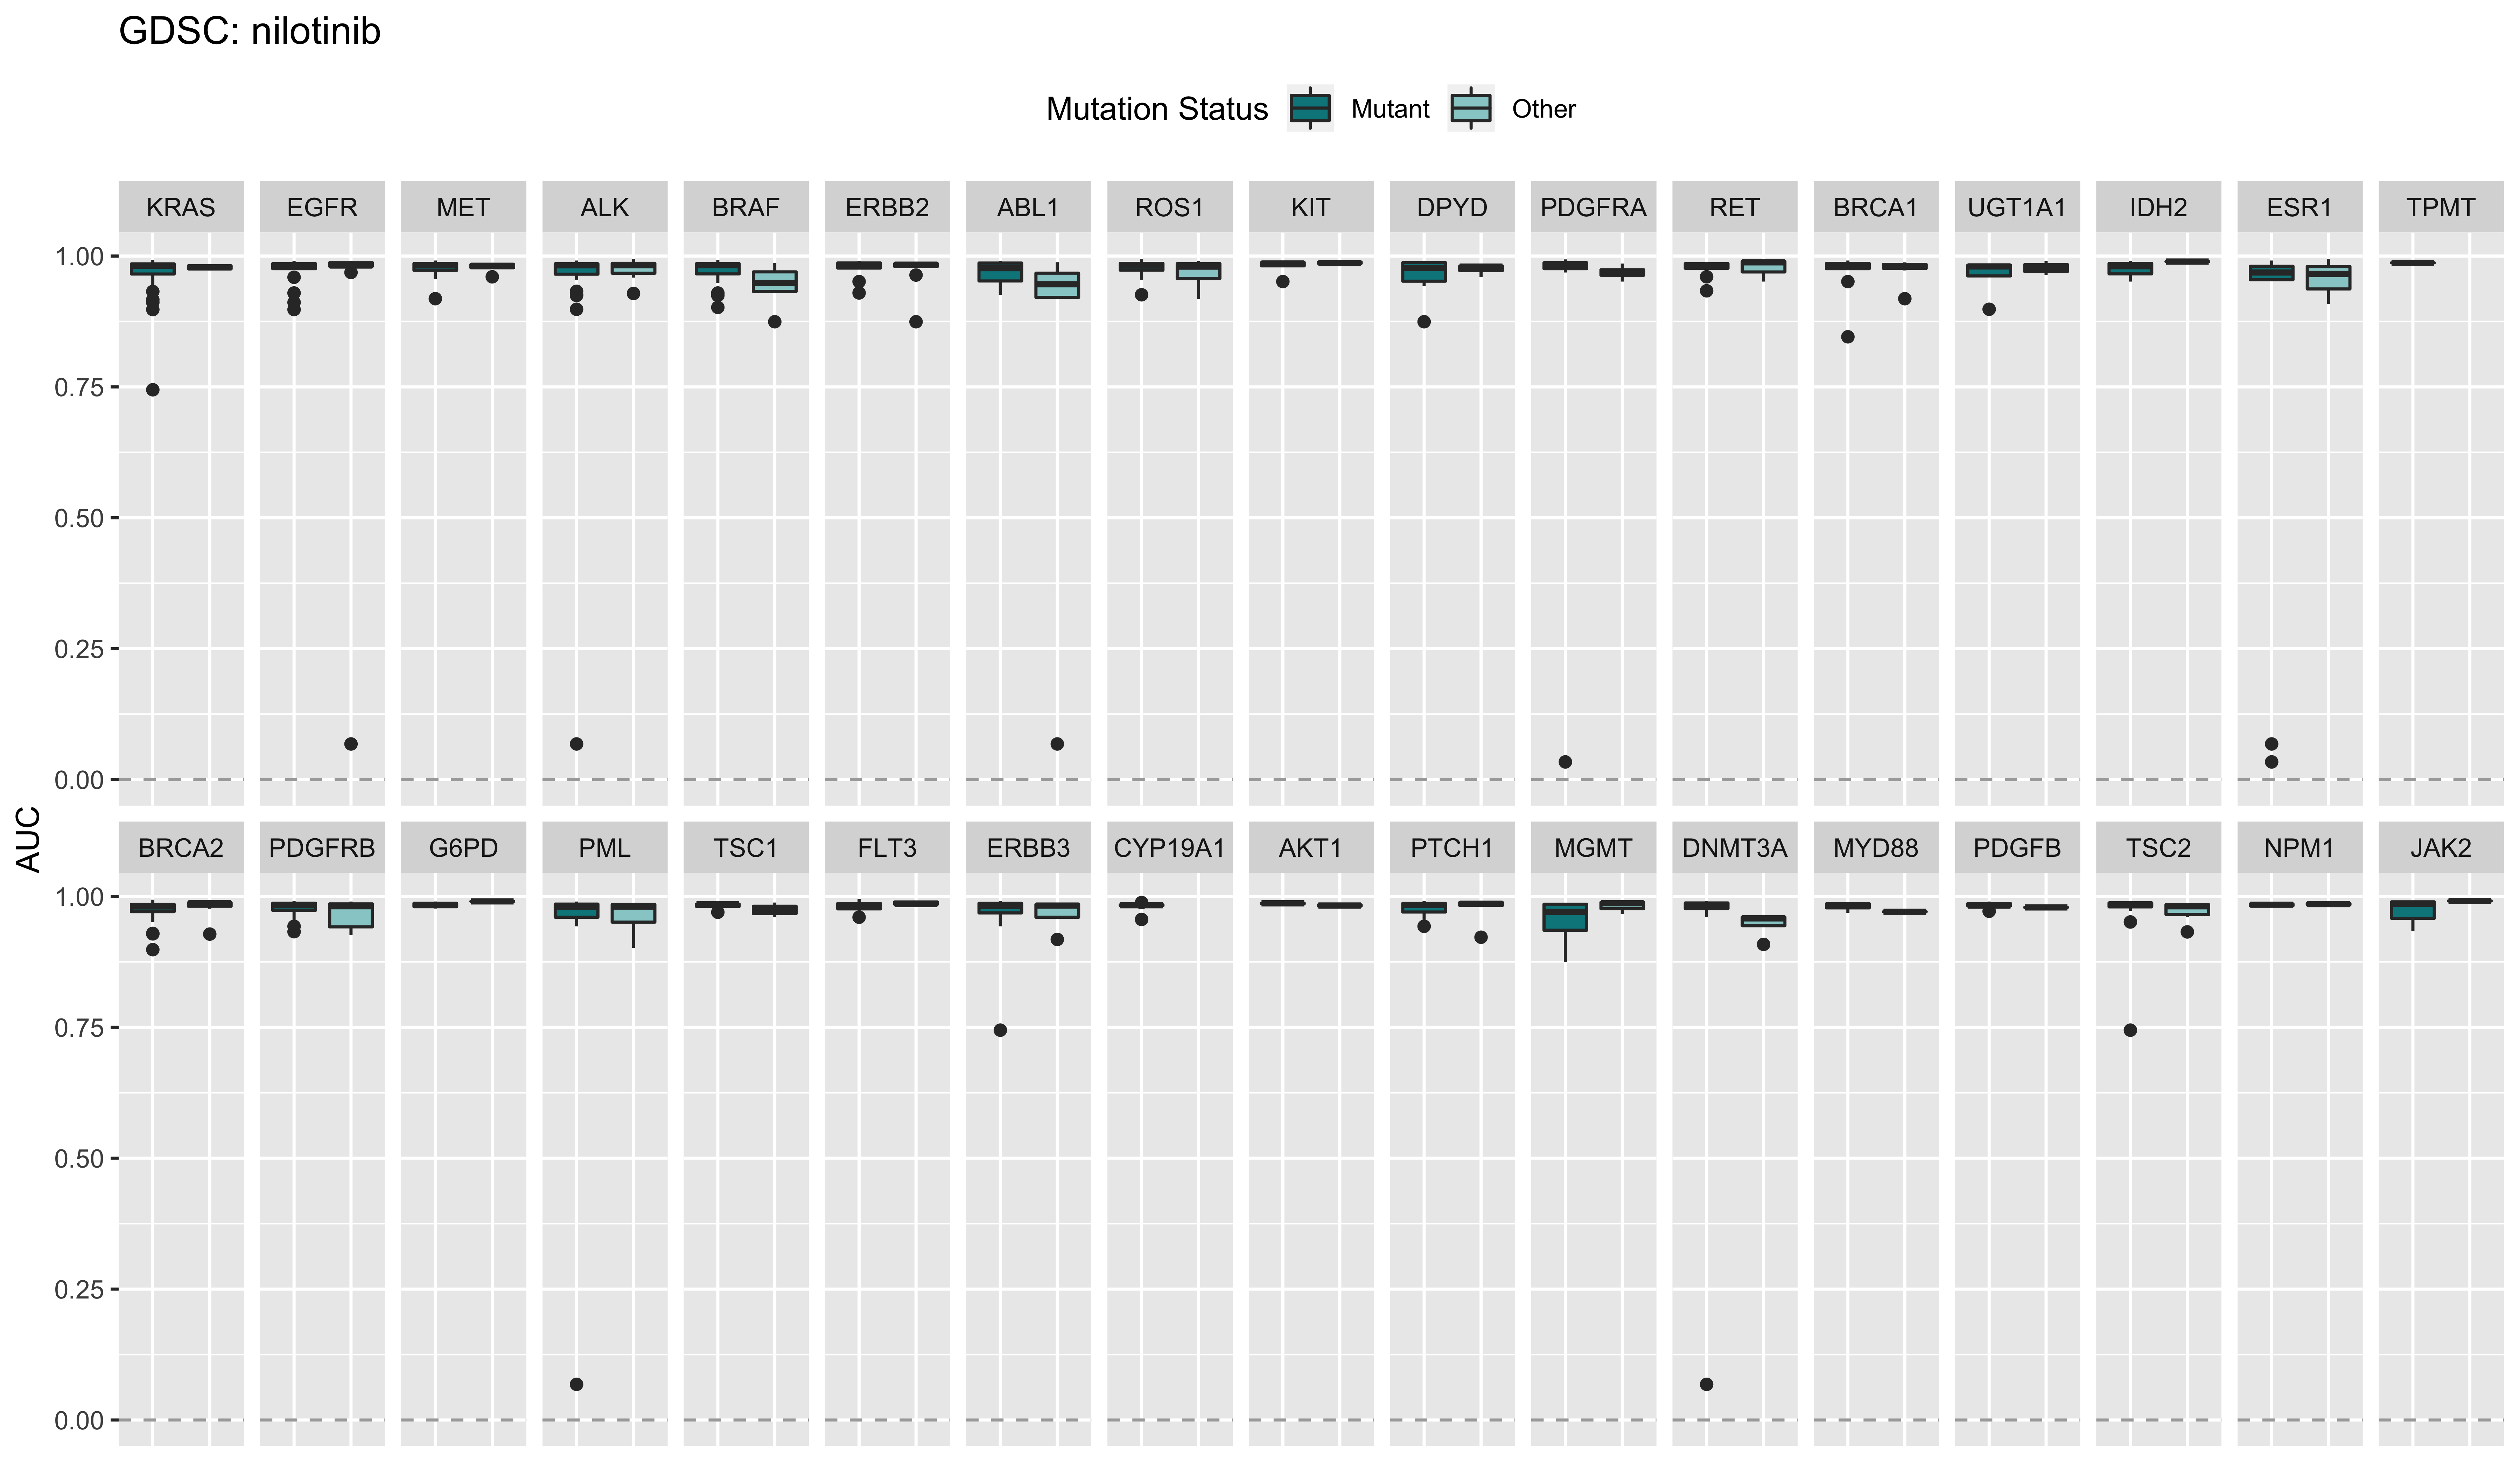 GDSC: nilotinib
Mutation Status Mutant Other
KRAS EGFR MET ALK BRAF ERBB2 ABL1 ROS1 KIT DPYD PDGFRA RET BRCA1 UGT1A1 IDH2 ESR1 TPMT
1.00
0.75
0.50
0.25
0.00
AUC
BRCA2 PDGFRB G6PD PML TSC1 FLT3 ERBB3 CYP19A1 AKT1 PTCH1 MGMT DNMT3A MYD88 PDGFB TSC2 NPM1 JAK2
1.00
0.75
0.50
0.25
0.00